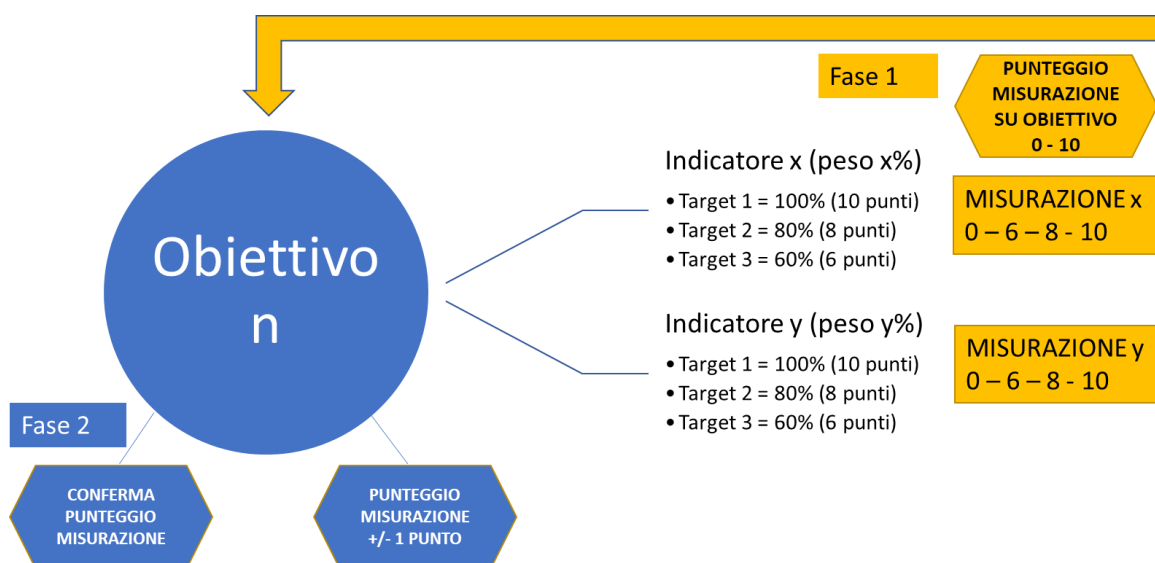 Fase 1
PUNTEGGIO
MISURAZIONE
SU OBIETTIVO
0 - 10
Indicatore x (peso x%)
• Target 1 = 100% (10 punti)
• Target 2 = 80% (8 punti)
• Target 3 = 60% (6 punti)
MISURAZIONE x
0 – 6 – 8 - 10
Obiettivo
n
Indicatore y (peso y%)
• Target 1 = 100% (10 punti)
• Target 2 = 80% (8 punti)
• Target 3 = 60% (6 punti)
MISURAZIONE y
0 – 6 – 8 - 10
Fase 2
CONFERMA
PUNTEGGIO
MISURAZIONE
PUNTEGGIO
MISURAZIONE
+/- 1 PUNTO